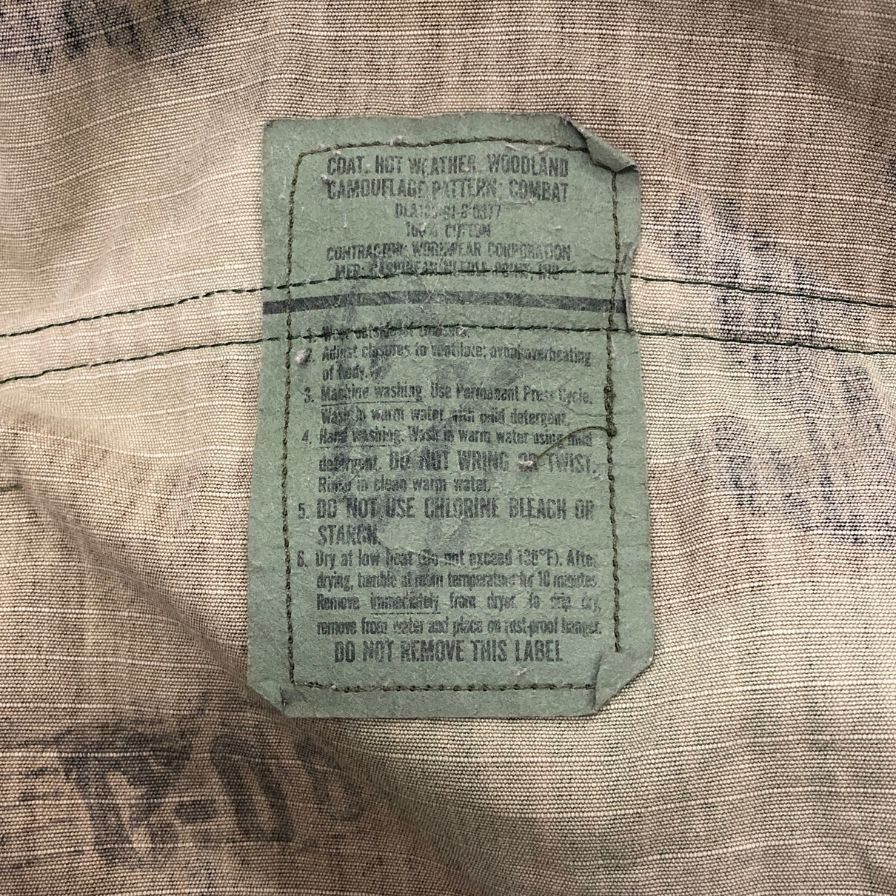 COAT, HOT WEATHER, WOODLAND
CAMOUFLAGE PATTERN: COMBAT
100% COTTON
CONTRACTOR: WORKWEAR CORPORATION
1. Wear
2. Adjust closures to ventilate; avoid overheating
of body.
3. Machine washing. Use Permanent Press Cycle.
Wash in warm water with mild detergent.
4. Hand washing. Wash in warm water using mild
detergent. DO NOT WRING OR TWIST.
Rinse in clean warm water.
5. DO NOT USE CHLORINE BLEACH OR
STARCH.
6. Dry at low heat (Do not exceed 130°F). After
drying, tumble at room temperature for 10 minutes.
Remove immediately from dryer. To drip dry,
remove from water and place on rust-proof hanger.
DO NOT REMOVE THIS LABEL